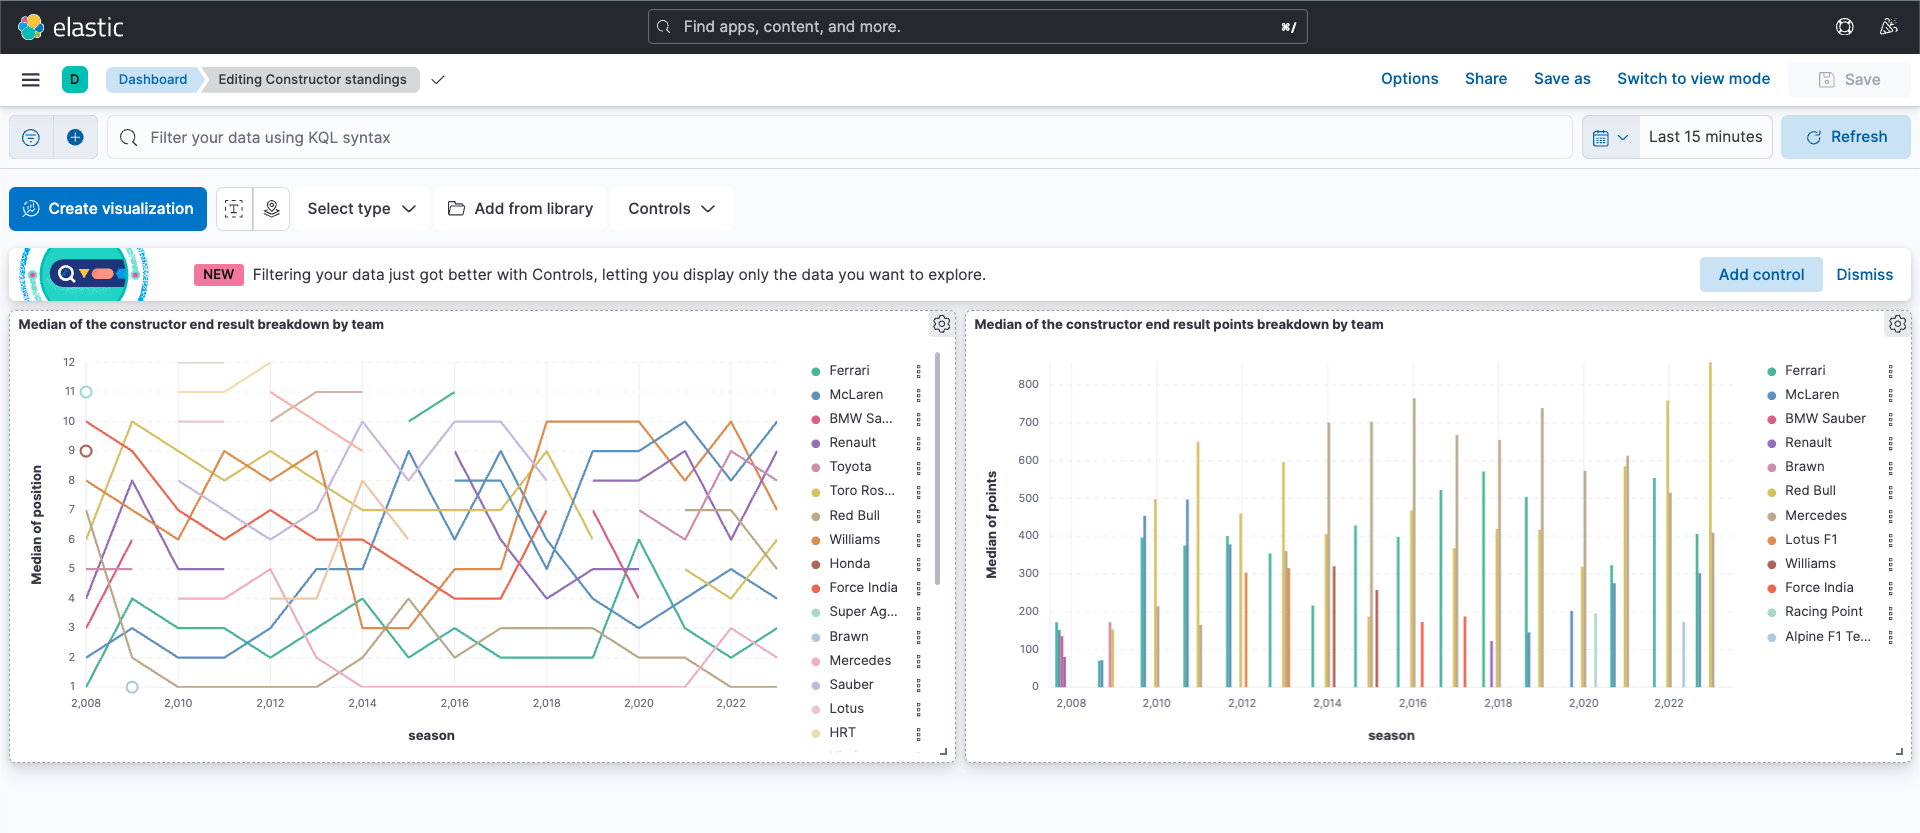 elastic
Find apps, content, and more.
⌘/
D
Dashboard
Editing Constructor standings
Options
Share
Save as
Switch to view mode
Save
Filter your data using KQL syntax
Last 15 minutes
Refresh
Create visualization
Select type
Add from library
Controls
NEW
Filtering your data just got better with Controls, letting you display only the data you want to explore.
Add control
Dismiss
Median of the constructor end result breakdown by team
12
11
10
9
8
7
6
5
4
3
2
1
Median of position
2,008
2,010
2,012
2,014
2,016
2,018
2,020
2,022
season
Ferrari
McLaren
BMW Sa...
Renault
Toyota
Toro Ros...
Red Bull
Williams
Honda
Force India
Super Ag...
Brawn
Mercedes
Sauber
Lotus
HRT
Median of the constructor end result points breakdown by team
800
700
600
500
400
300
200
100
0
Median of points
2,008
2,010
2,012
2,014
2,016
2,018
2,020
2,022
season
Ferrari
McLaren
BMW Sauber
Renault
Brawn
Red Bull
Mercedes
Lotus F1
Williams
Force India
Racing Point
Alpine F1 Te...